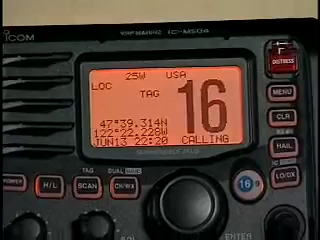 ICOM
VHF MARINE IC-M504
DISTRESS
25W USA
LOC
TAG
16
47°39.314N
122°22.228W
JUN13 22:20 CALLING
MENU
CLR
HAIL
LO/DX
POWER
H/L
TAG
SCAN
DUAL
CH/WX
16/9
ENTER